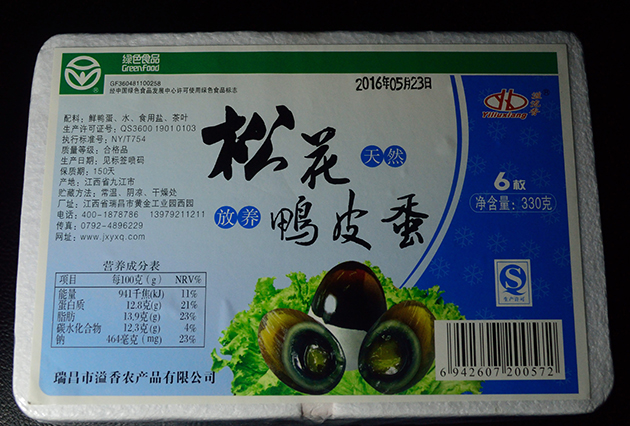 绿色食品
GreenFood
GF360481100258
经中国绿色食品发展中心许可使用绿色食品标志
2016年05月23日
溢香
Yiluxiang
配料：鲜鸭蛋、水、食用盐、茶叶
生产许可证号：QS3600 1901 0103
执行标准号：NY/T754
质量等级：合格品
生产日期：见标签喷码
保质期：150天
产地：江西省九江市
贮藏方法：常温、阴凉、干燥处
厂址：江西省瑞昌市黄金工业园西园
电话：400-1878786 13979211211
传真：0792-4896229
网址：www.jxyxq.com
松花
天然
放养
鸭皮蛋
6枚
净含量：330克
生产许可
营养成分表
项目 每100克(g) NRV%
能量 941千焦(kJ) 11%
蛋白质 12.8克(g) 21%
脂肪 13.9克(g) 23%
碳水化合物 12.3克(g) 4%
钠 464毫克(mg) 23%
瑞昌市溢香农产品有限公司
6 942607 200572